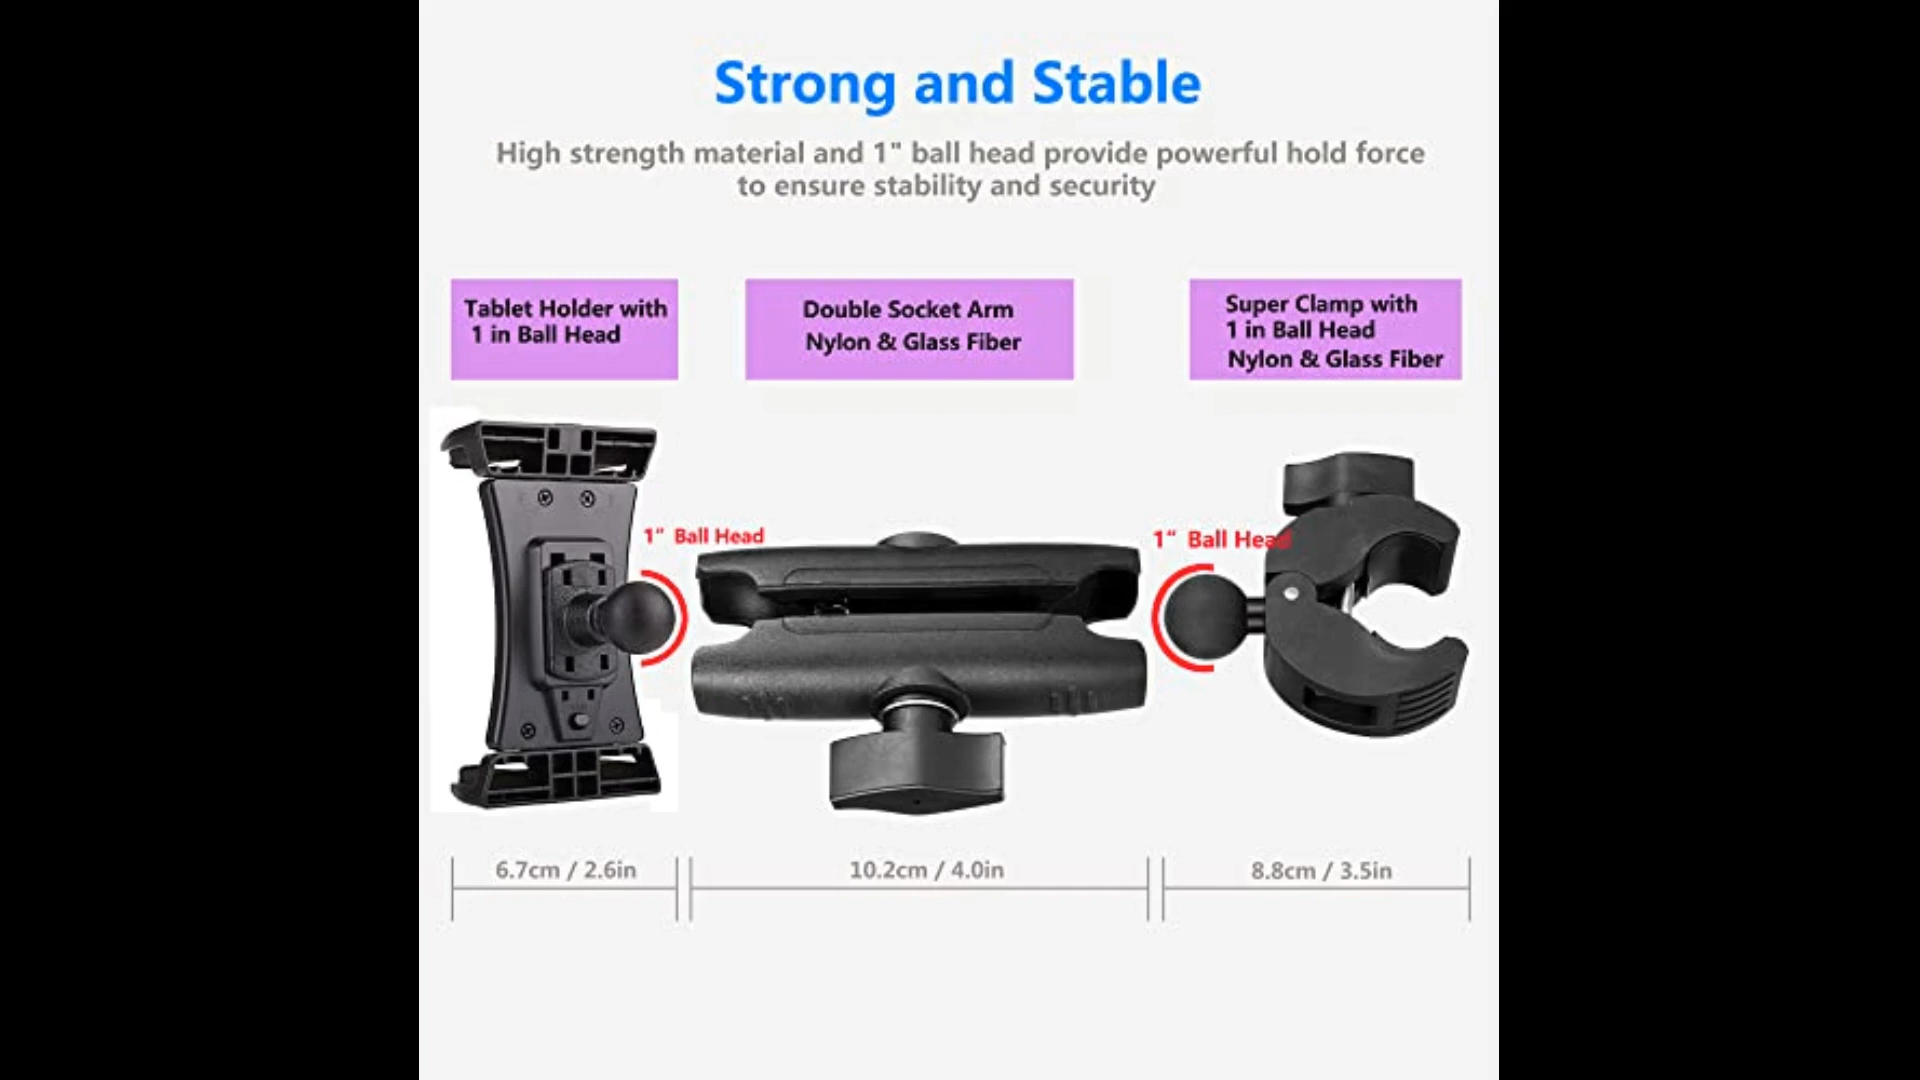 Strong and Stable
High strength material and 1" ball head provide powerful hold force
to ensure stability and security
Tablet Holder with
1 in Ball Head
Double Socket Arm
Nylon & Glass Fiber
Super Clamp with
1 in Ball Head
Nylon & Glass Fiber
1" Ball Head
1" Ball Head
6.7cm / 2.6in
10.2cm / 4.0in
8.8cm / 3.5in